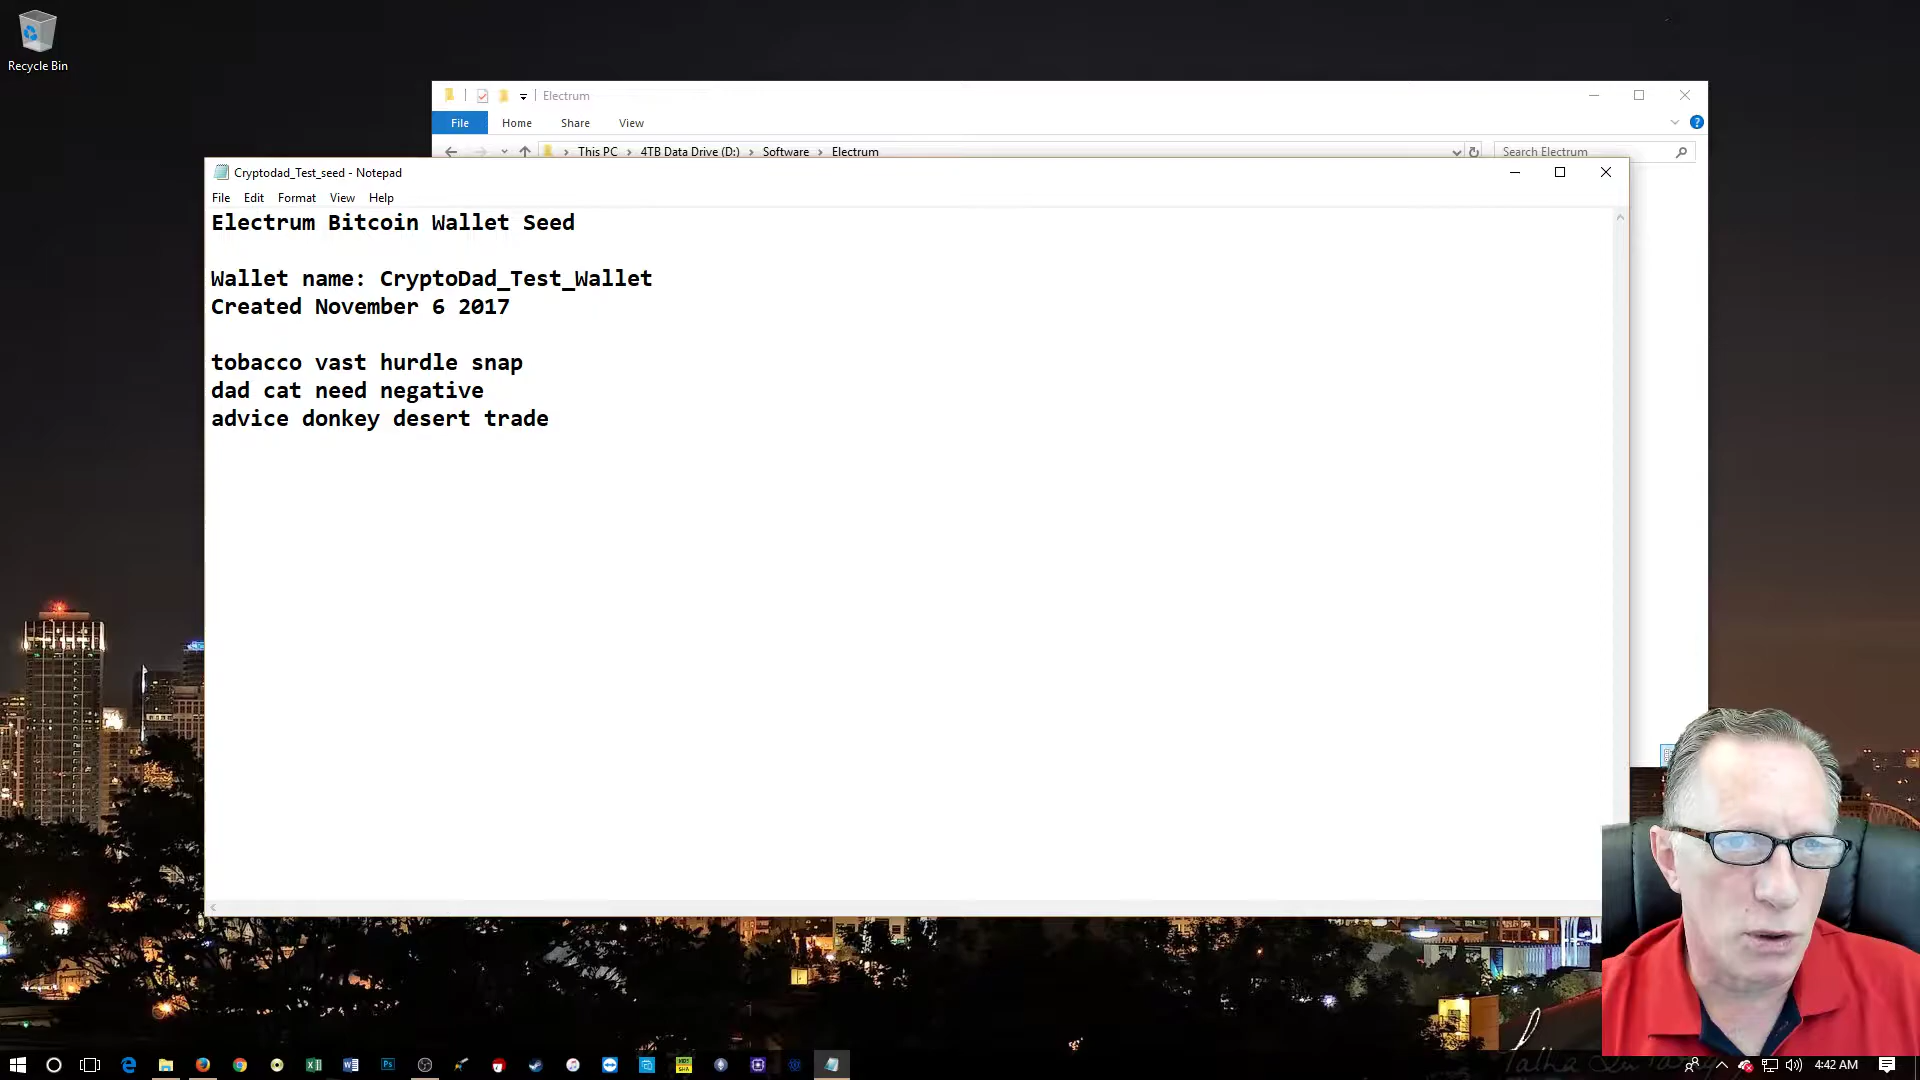 Recycle Bin
Electrum
File Home Share View
This PC > 4TB Data Drive (D:) > Software > Electrum
Search Electrum
Cryptodad_Test_seed - Notepad
File Edit Format View Help
Electrum Bitcoin Wallet Seed
Wallet name: CryptoDad_Test_Wallet
Created November 6 2017
tobacco vast hurdle snap
dad cat need negative
advice donkey desert trade
4:42 AM